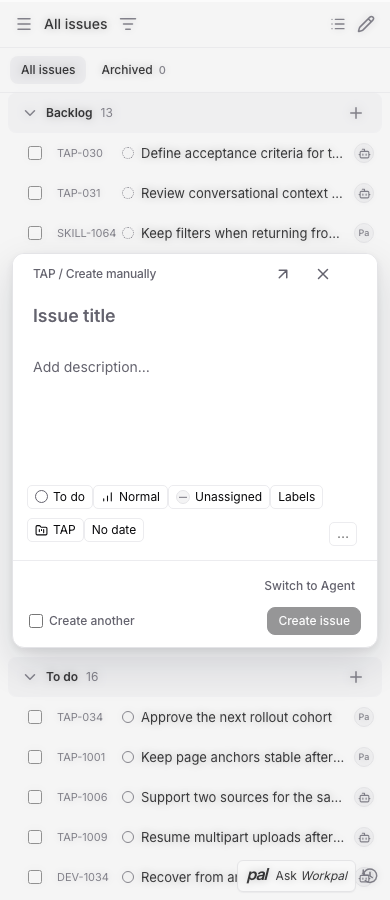 All issues
All issues Archived 0
Backlog 13
TAP-030 Define acceptance criteria for t...
TAP-031 Review conversational context ...
SKILL-1064 Keep filters when returning fro... Pa
TAP / Create manually
Issue title
Add description...
To do Normal Unassigned Labels
TAP No date ...
Switch to Agent
Create another Create issue
To do 16
TAP-034 Approve the next rollout cohort Pa
TAP-1001 Keep page anchors stable after... Pa
TAP-1006 Support two sources for the sa...
TAP-1009 Resume multipart uploads after...
DEV-1034 Recover from pal Ask Workpal